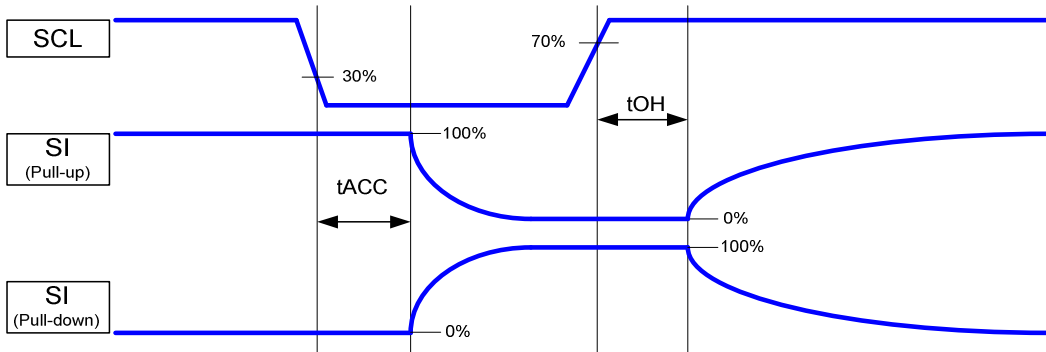 SCL
30%
70%
tOH
SI
(Pull-up)
100%
tACC
0%
100%
SI
(Pull-down)
0%